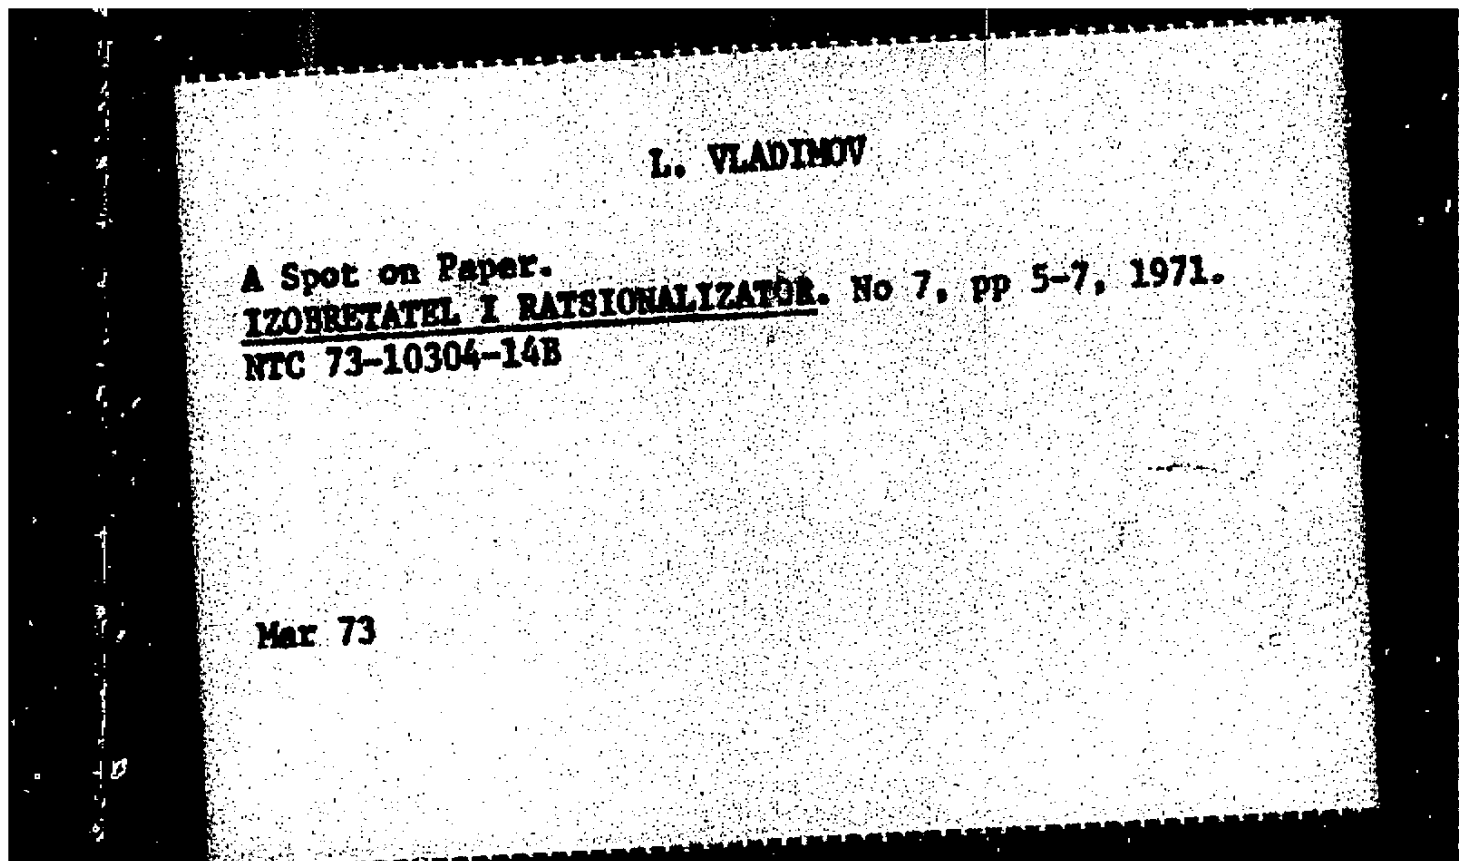 L. VLADIMOV
A Spot on Paper.
IZOBRETATEL I RATSIONALIZATOR. No 7, pp 5-7, 1971.
NTC 73-10304-14B
Mar 73